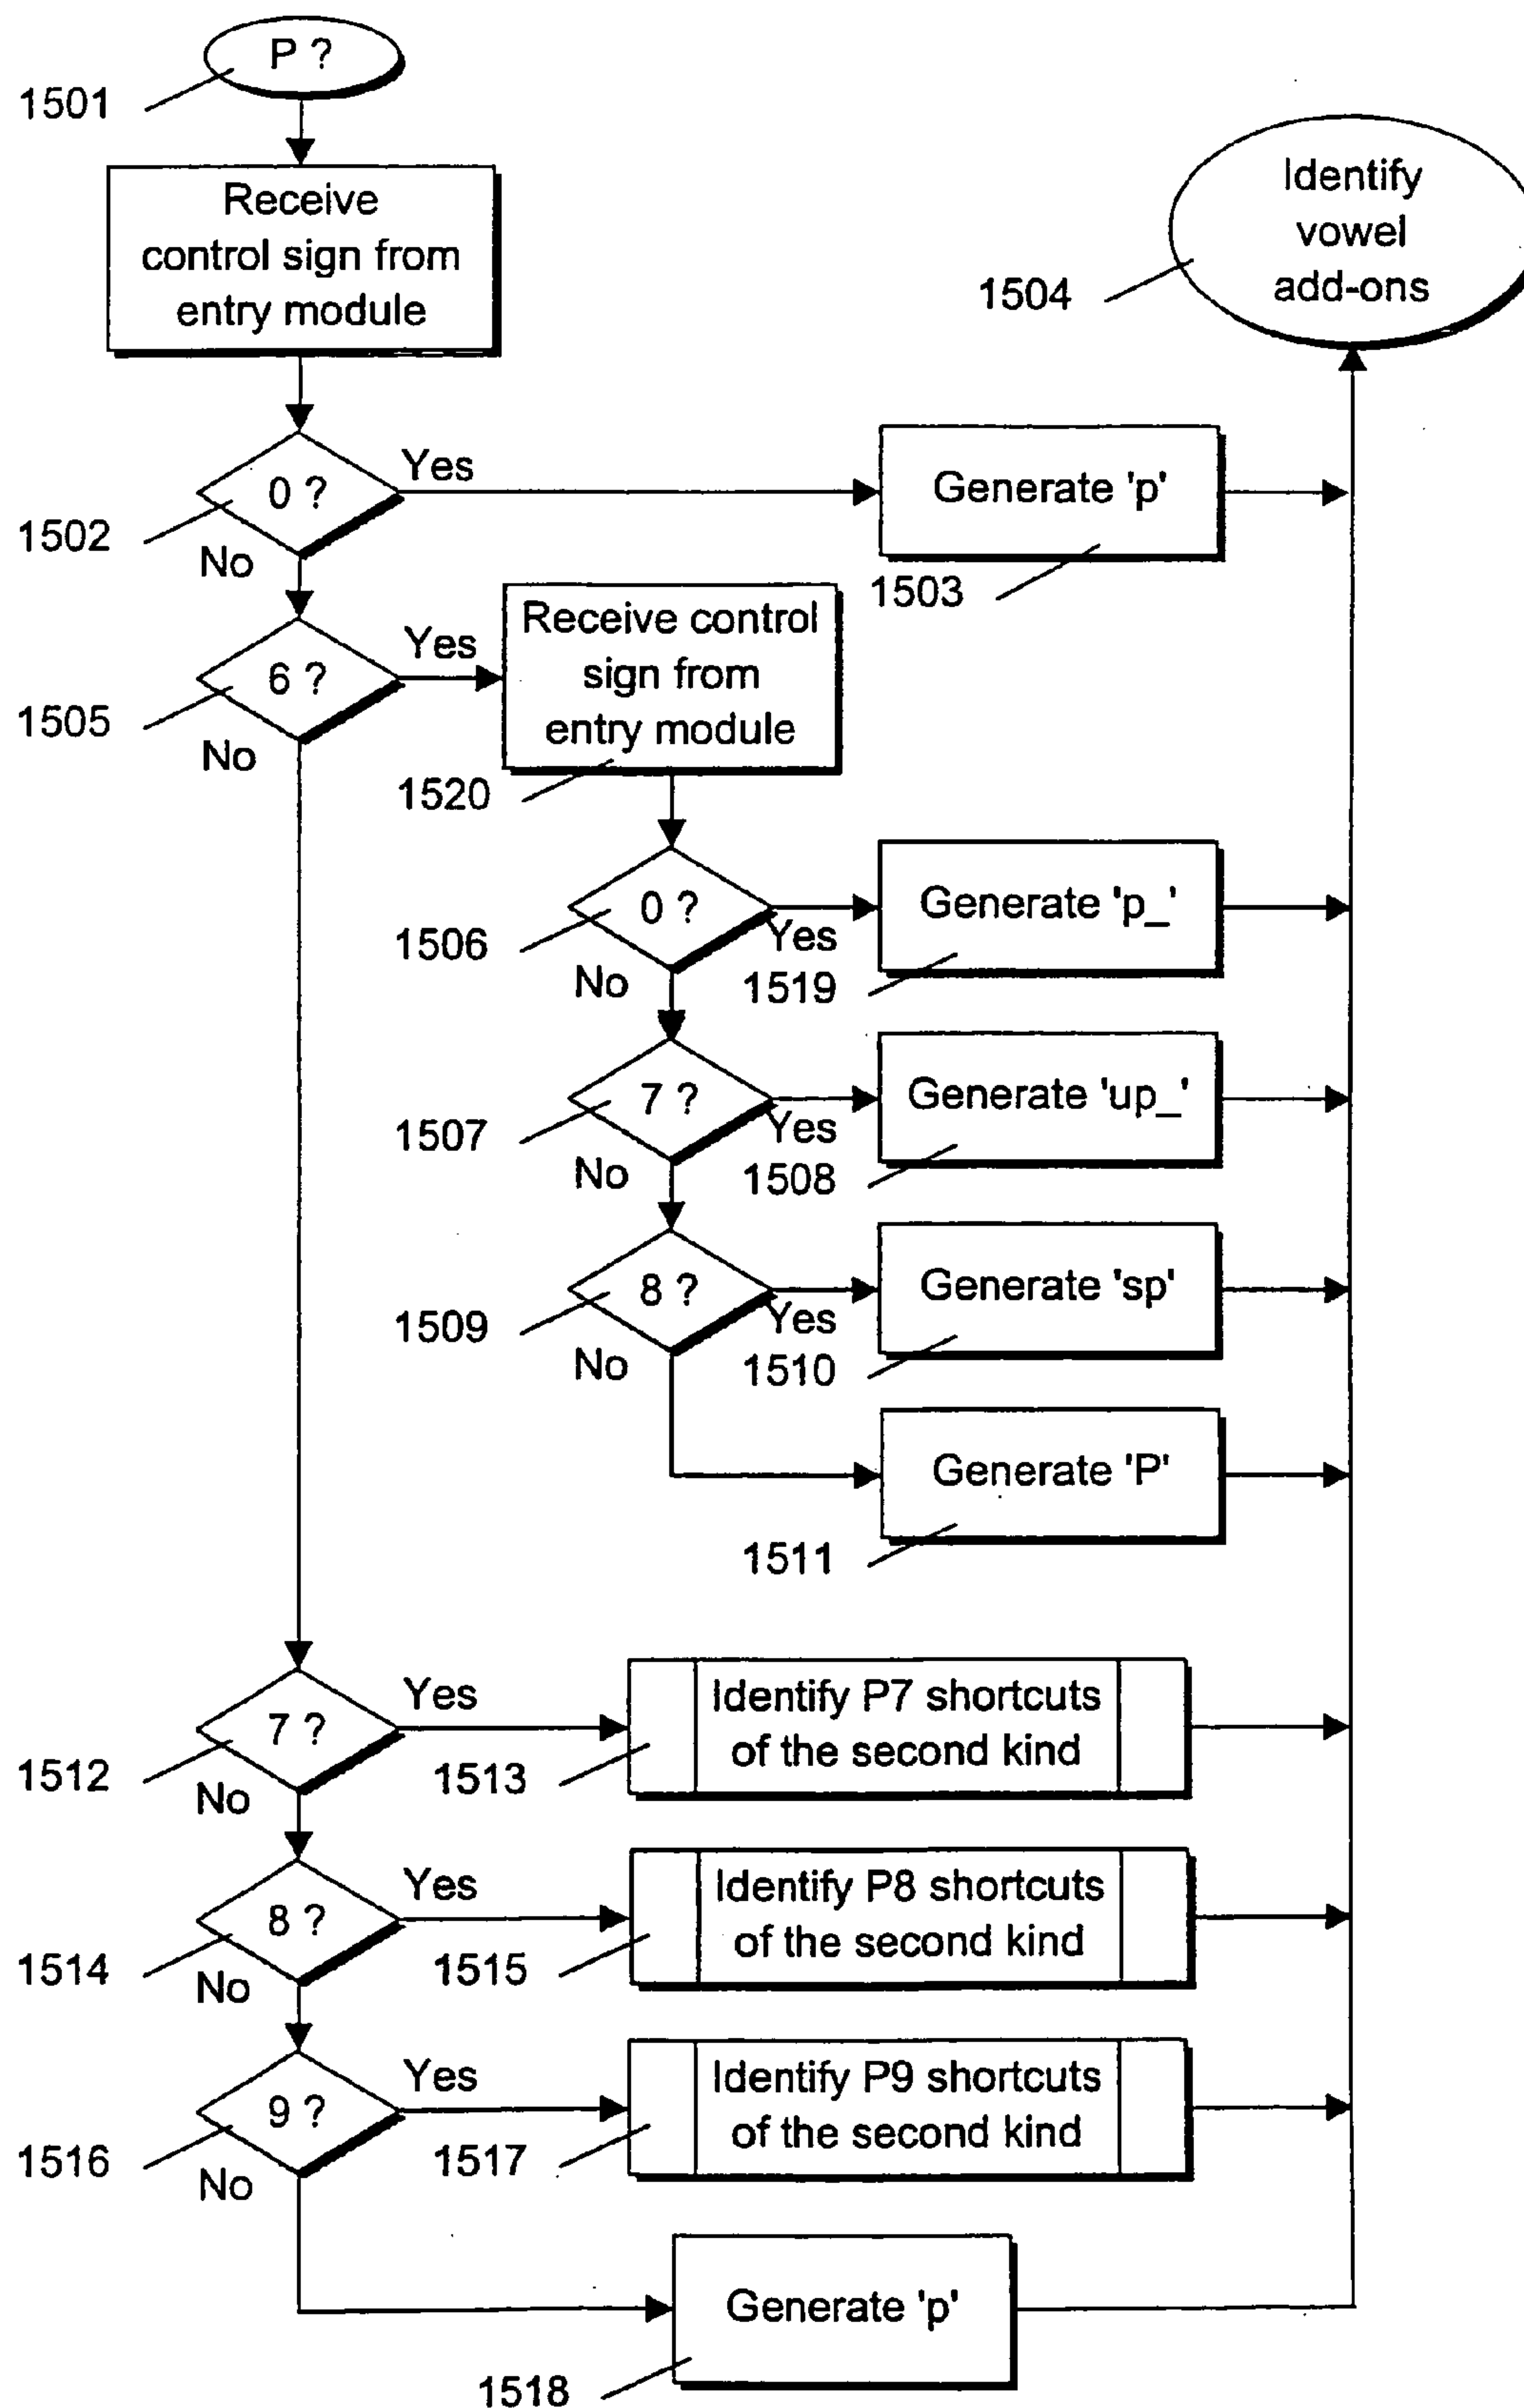 P ?
1501
Receive
control sign from
entry module
Identify
vowel
add-ons
1504
0 ?
Yes
1502
No
Generate 'p'
1503
6 ?
Yes
1505
No
Receive control
sign from
entry module
1520
0 ?
Yes
1506
No
Generate 'p_'
1519
7 ?
Yes
1507
No
Generate 'up_'
1508
8 ?
Yes
1509
No
Generate 'sp'
1510
Generate 'P'
1511
7 ?
Yes
1512
No
Identify P7 shortcuts
of the second kind
1513
8 ?
Yes
1514
No
Identify P8 shortcuts
of the second kind
1515
9 ?
Yes
1516
No
Identify P9 shortcuts
of the second kind
1517
Generate 'p'
1518